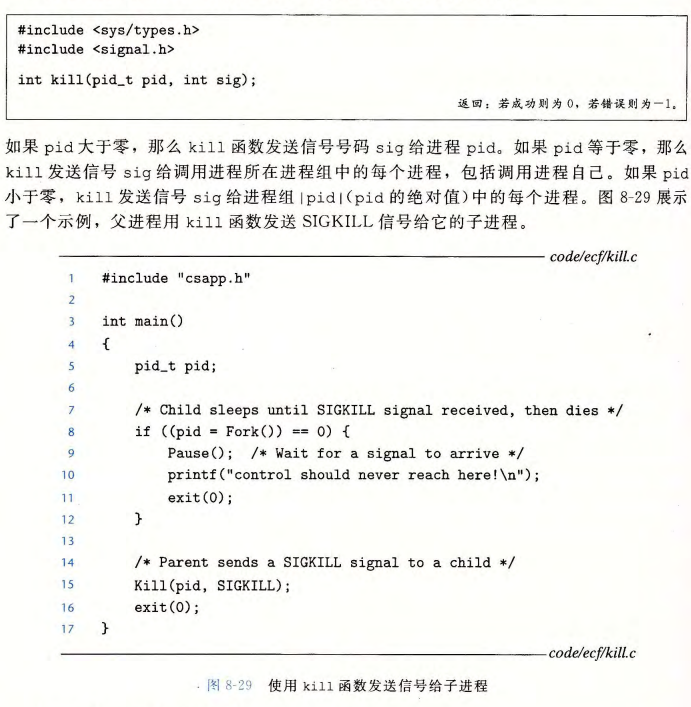 #include <sys/types.h>
#include <signal.h>
int kill(pid_t pid, int sig);
返回：若成功则为 0，若错误则为－1。
如果 pid 大于零，那么 kill 函数发送信号号码 sig 给进程 pid。如果 pid 等于零，那么
kill 发送信号 sig 给调用进程所在进程组中的每个进程，包括调用进程自己。如果 pid
小于零，kill 发送信号 sig 给进程组 |pid|（pid 的绝对值）中的每个进程。图 8-29 展示
了一个示例，父进程用 kill 函数发送 SIGKILL 信号给它的子进程。
code/ecf/kill.c
1 #include "csapp.h"
2
3 int main()
4 {
5     pid_t pid;
6
7     /* Child sleeps until SIGKILL signal received, then dies */
8     if ((pid = Fork()) == 0) {
9         Pause();  /* Wait for a signal to arrive */
10         printf("control should never reach here!\n");
11         exit(0);
12     }
13
14     /* Parent sends a SIGKILL signal to a child */
15     Kill(pid, SIGKILL);
16     exit(0);
17 }
code/ecf/kill.c
图 8-29 使用 kill 函数发送信号给子进程